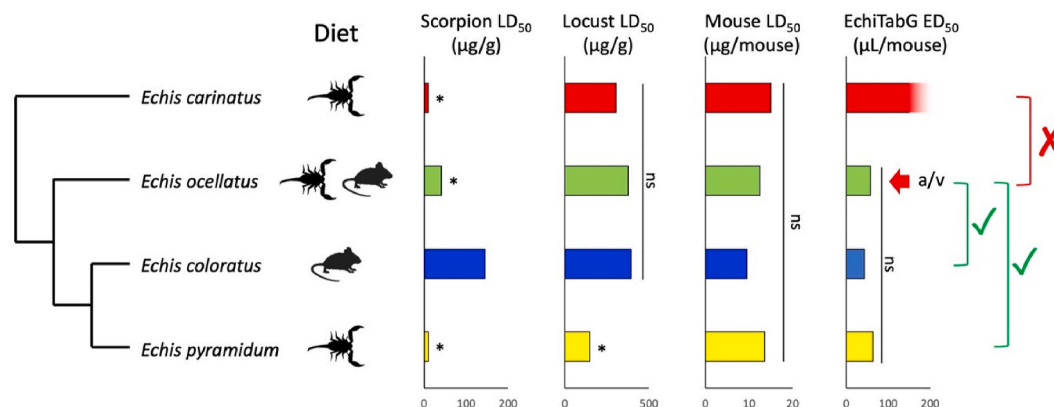 Diet
Scorpion LD50
(µg/g)
Locust LD50
(µg/g)
Mouse LD50
(µg/mouse)
EchiTabG ED50
(µL/mouse)
Echis carinatus
*
Echis ocellatus
*
ns
ns
a/v
Echis coloratus
ns
Echis pyramidum
*
*
0 100 200
0 500
0 10 20
0 100 200